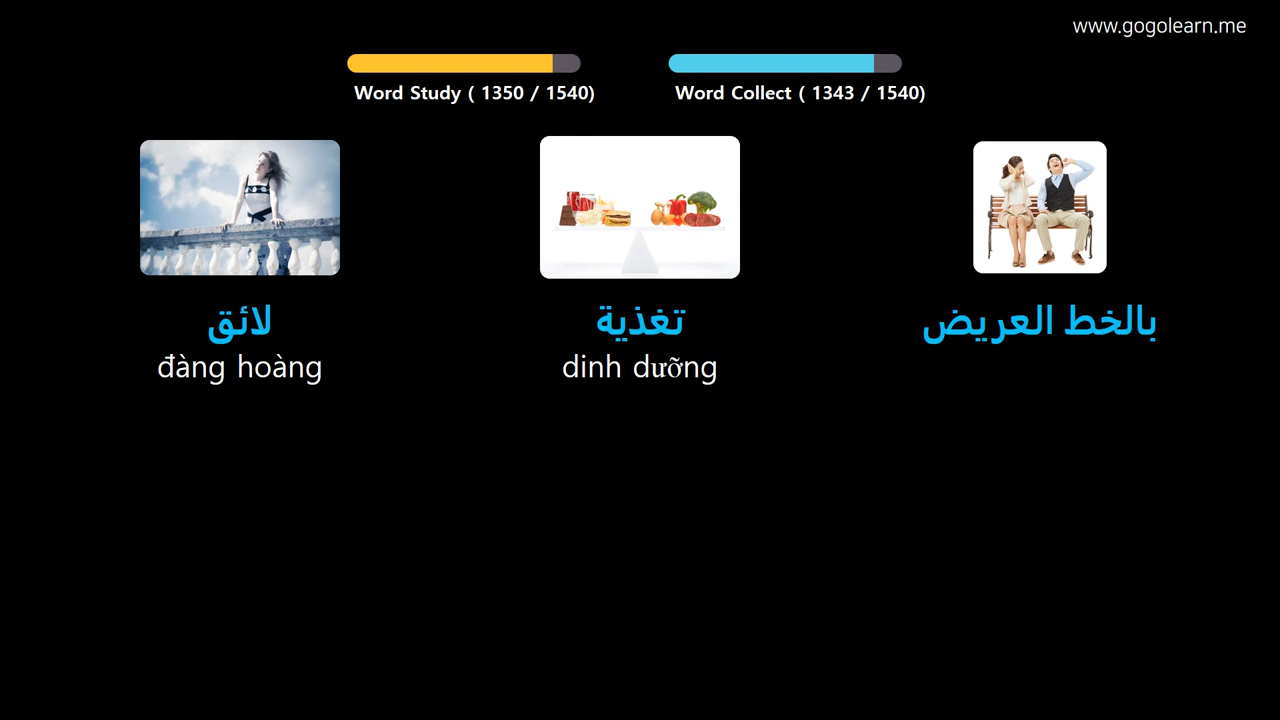 www.gogolearn.me
Word Study ( 1350 / 1540)
Word Collect ( 1343 / 1540)
لائق
đàng hoàng
تغذية
dinh dưỡng
بالخط العريض